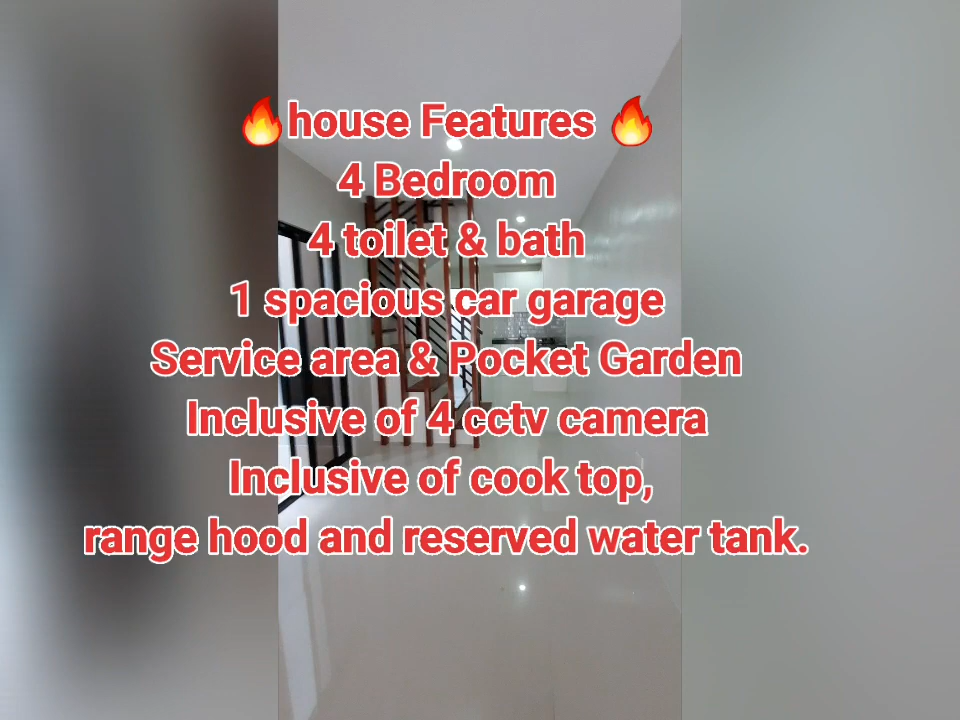 🔥house Features 🔥
4 Bedroom
4 toilet & bath
1 spacious car garage
Service area & Pocket Garden
Inclusive of 4 cctv camera
Inclusive of cook top,
range hood and reserved water tank.